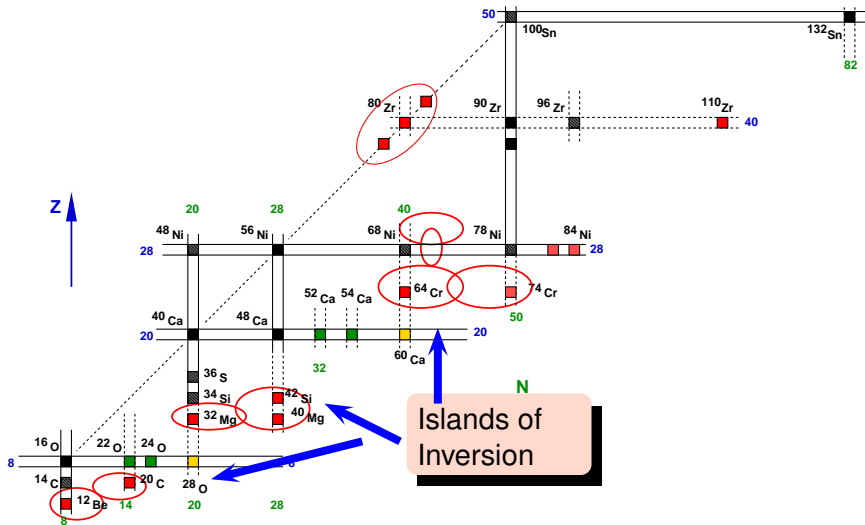 50
100Sn
132Sn
82
80Zr
90Zr
96Zr
110Zr
40
Z
20
28
40
48Ni
56Ni
68Ni
78Ni
84Ni
28
28
64Cr
74Cr
50
52Ca
54Ca
40Ca
48Ca
20
20
60Ca
32
36S
34Si
42Si
32Mg
40Mg
N
Islands of
Inversion
16O
22O
24O
8
8
28O
14C
20C
12Be
8
14
20
28